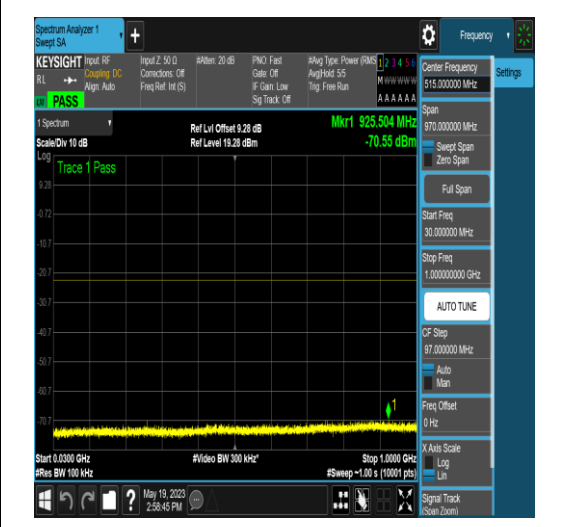 Spectrum Analyzer 1
Swept SA
+
Frequency
KEYSIGHT
RL
PASS
Input: RF
Coupling: DC
Align: Auto
Input Z: 50 Ω
Corrections: Off
Freq Ref: Int (S)
#Atten: 20 dB
PNO: Fast
Gate: Off
IF Gain: Low
Sig Track: Off
#Avg Type: Power (RMS
Avg|Hold: 5/5
Trig: Free Run
1 2 3 4 5 6
M W W W W W
A A A A A A
1 Spectrum
Scale/Div 10 dB
Ref Lvl Offset 9.28 dB
Ref Level 19.28 dBm
Mkr1 925.504 MHz
-70.55 dBm
Log
Trace 1 Pass
9.28
-0.72
-10.7
-20.7
-30.7
-40.7
-50.7
-60.7
-70.7
1
Start 0.0300 GHz
#Res BW 100 kHz
#Video BW 300 kHz*
Stop 1.0000 GHz
#Sweep ~1.00 s (10001 pts)
?
May 19, 2023
2:58:45 PM
Center Frequency
515.000000 MHz
Settings
Span
970.000000 MHz
Swept Span
Zero Span
Full Span
Start Freq
30.000000 MHz
Stop Freq
1.000000000 GHz
AUTO TUNE
CF Step
97.000000 MHz
Auto
Man
Freq Offset
0 Hz
X Axis Scale
Log
Lin
Signal Track
(Span Zoom)